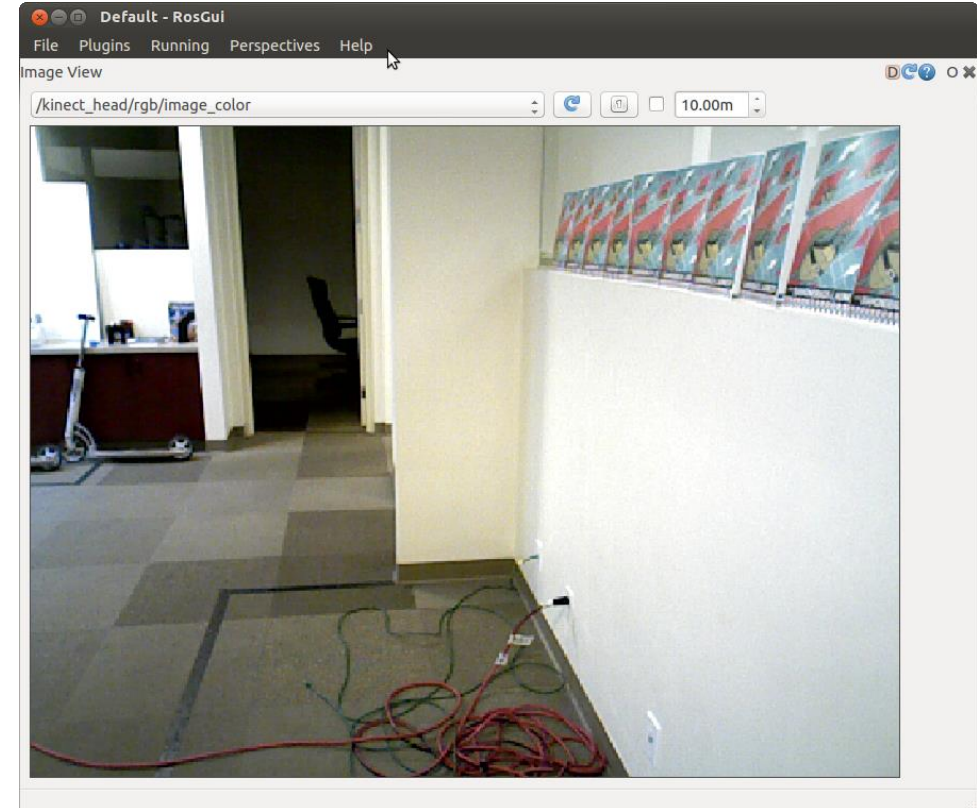 Default - RosGui
File Plugins Running Perspectives Help
Image View
D O
/kinect_head/rgb/image_color
10.00m